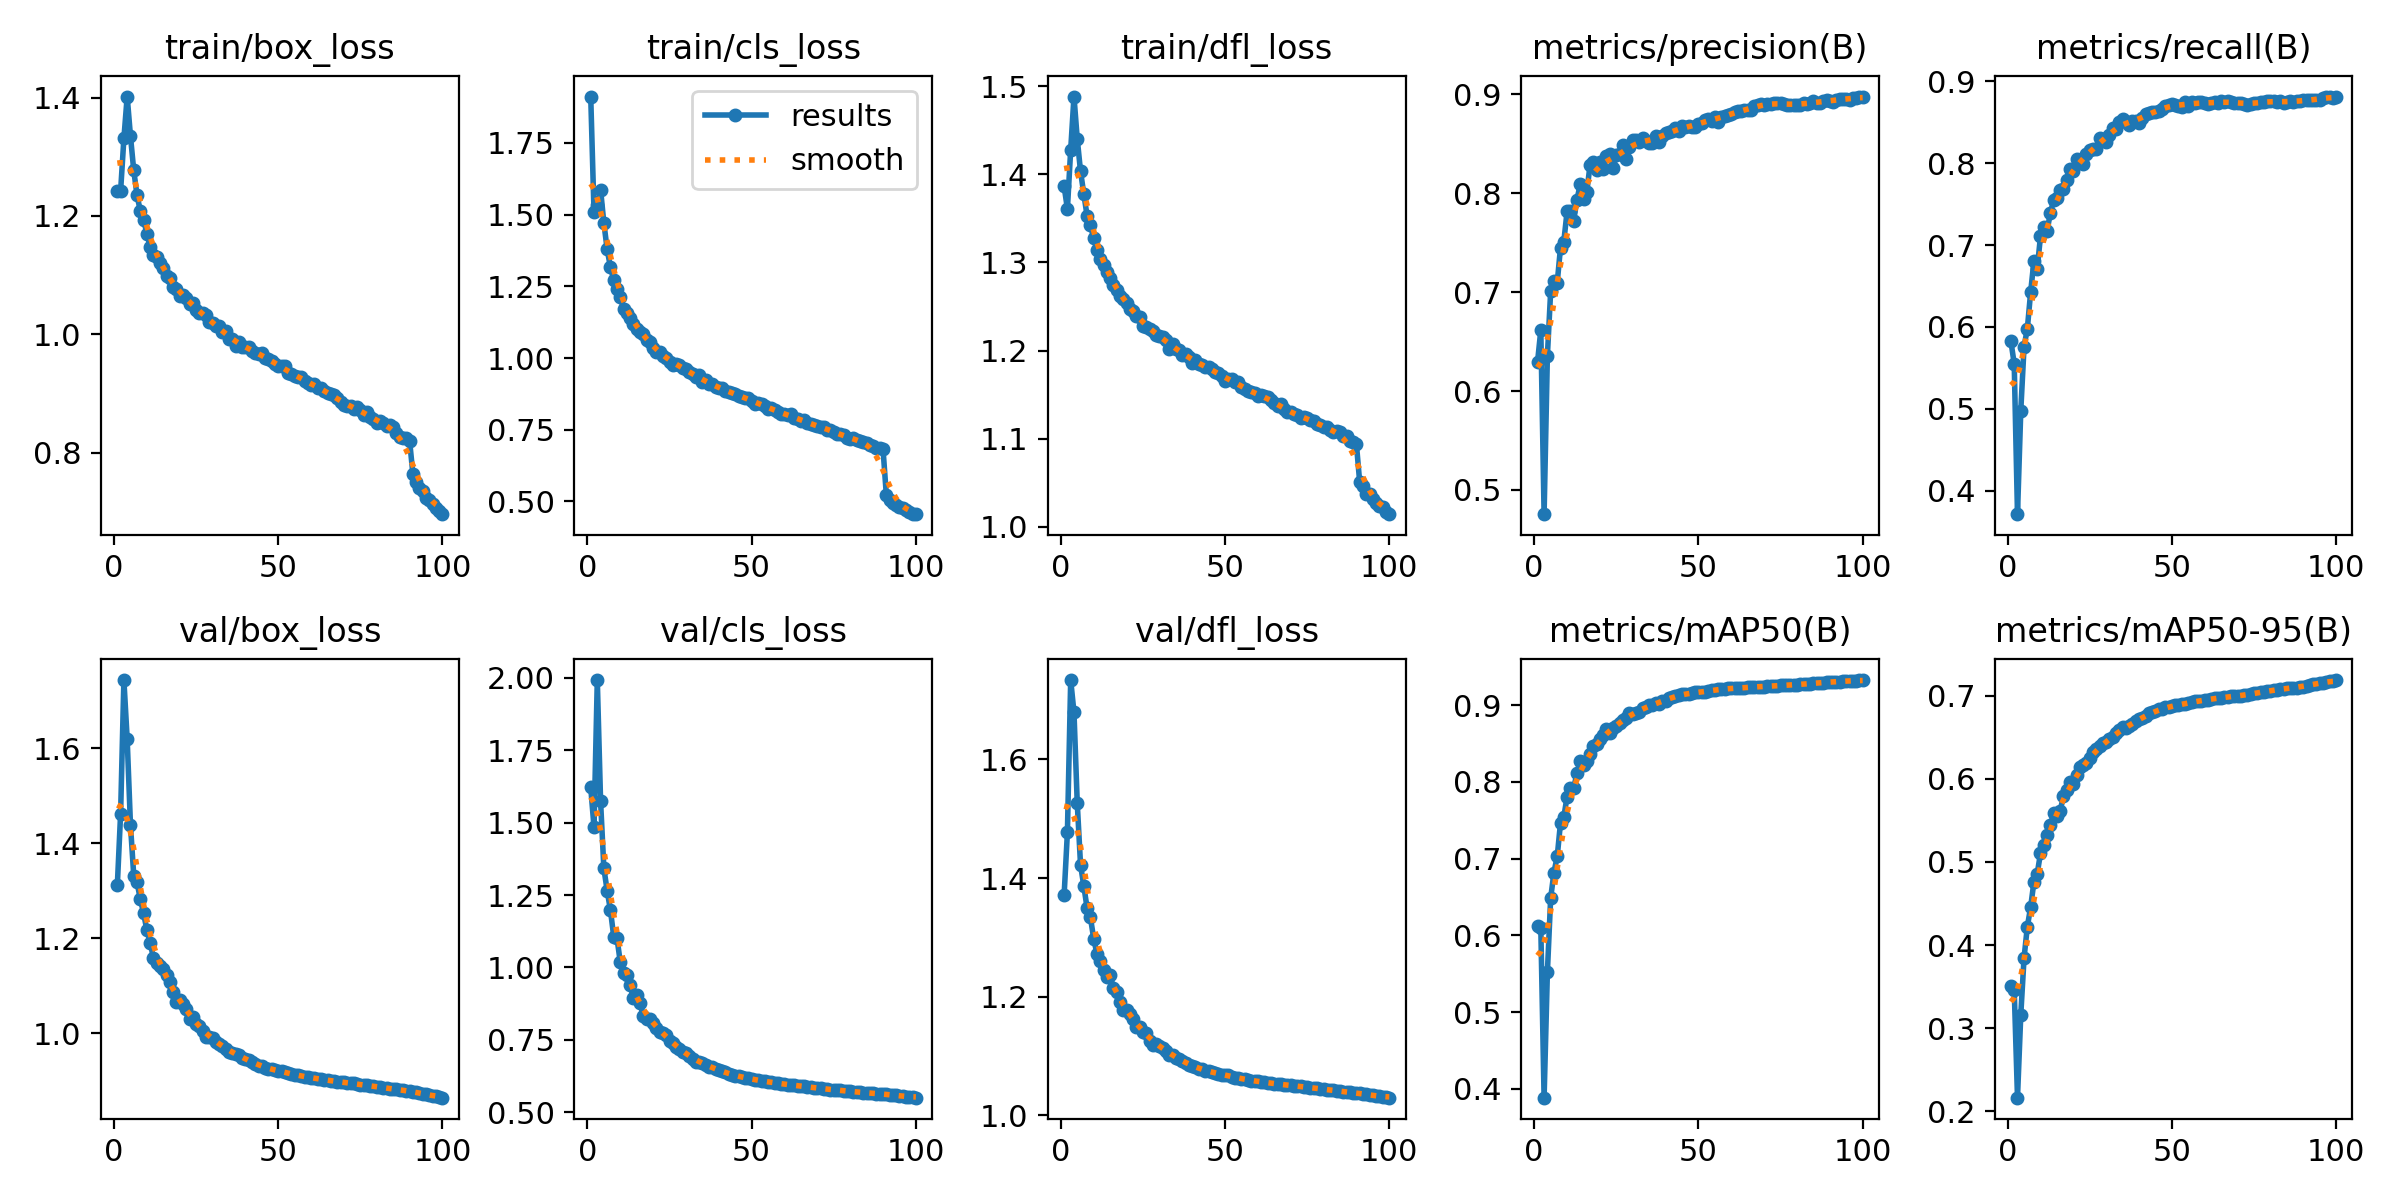 train/box_loss
1.4
1.2
1.0
0.8
0 50 100
train/cls_loss
results
smooth
1.75
1.50
1.25
1.00
0.75
0.50
0 50 100
train/dfl_loss
1.5
1.4
1.3
1.2
1.1
1.0
0 50 100
metrics/precision(B)
0.9
0.8
0.7
0.6
0.5
0 50 100
metrics/recall(B)
0.9
0.8
0.7
0.6
0.5
0.4
0 50 100
val/box_loss
1.6
1.4
1.2
1.0
0 50 100
val/cls_loss
2.00
1.75
1.50
1.25
1.00
0.75
0.50
0 50 100
val/dfl_loss
1.6
1.4
1.2
1.0
0 50 100
metrics/mAP50(B)
0.9
0.8
0.7
0.6
0.5
0.4
0 50 100
metrics/mAP50-95(B)
0.7
0.6
0.5
0.4
0.3
0.2
0 50 100